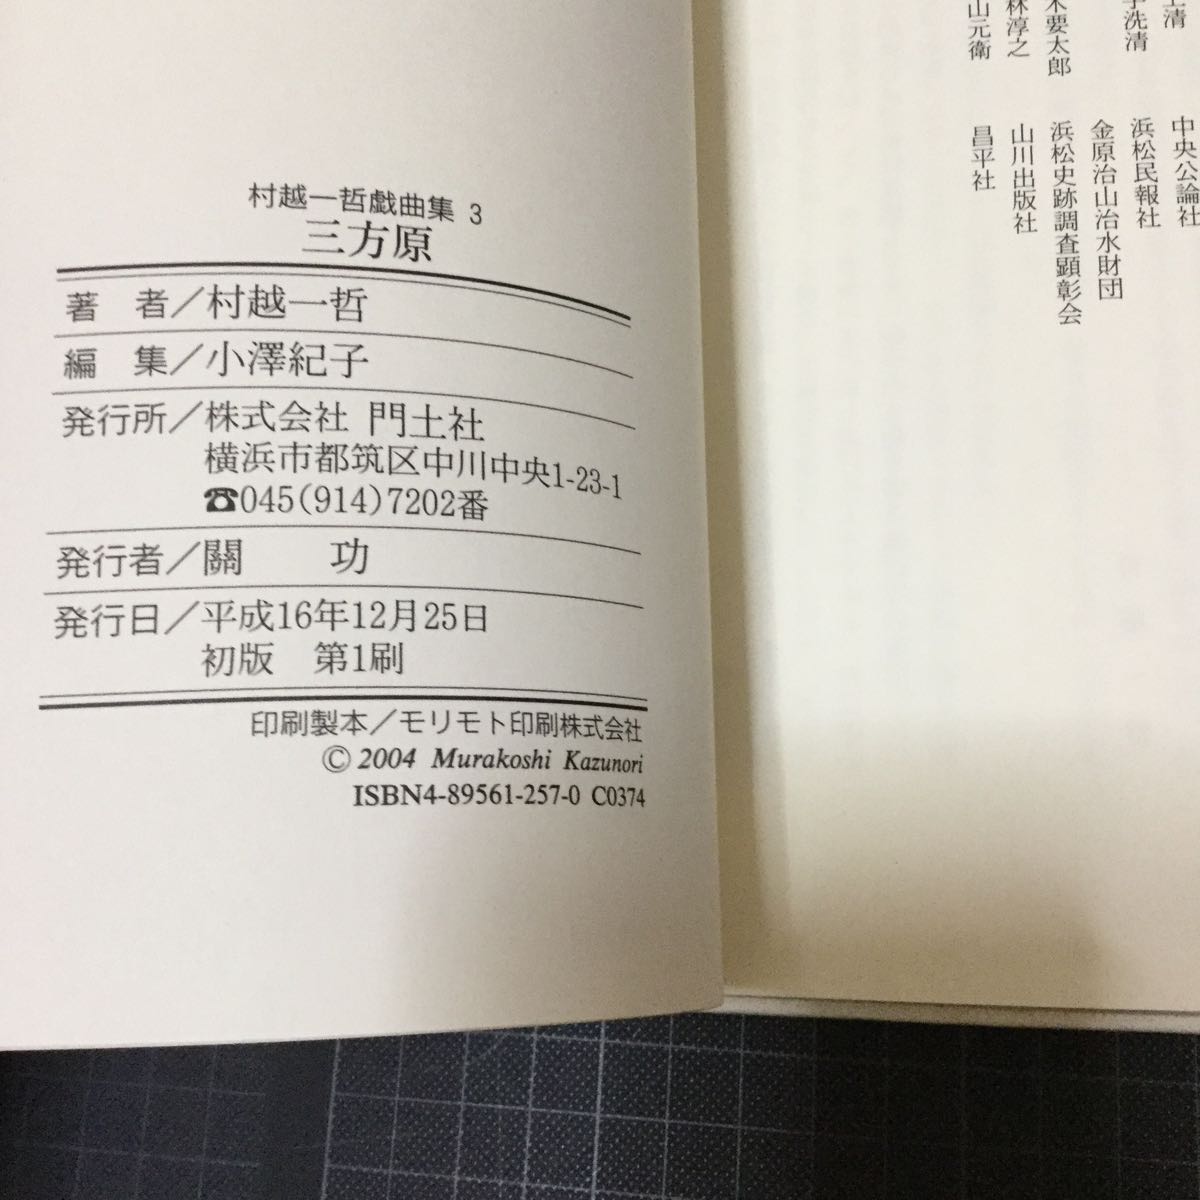 村越一哲戯曲集 3
三方原
著　者／村越一哲
編　集／小澤紀子
発行所／株式会社 門土社
横浜市都筑区中川中央1-23-1
☎045(914)7202番
発行者／關　　功
発行日／平成16年12月25日
初版　第1刷
印刷製本／モリモト印刷株式会社
© 2004 Murakoshi Kazunori
ISBN4-89561-257-0 C0374
清　中央公論社
洗清　浜松民報社
金原治山治水財団
木要太郎　浜松史跡調査顕彰会
林淳之　山川出版社
山元衛　昌平社